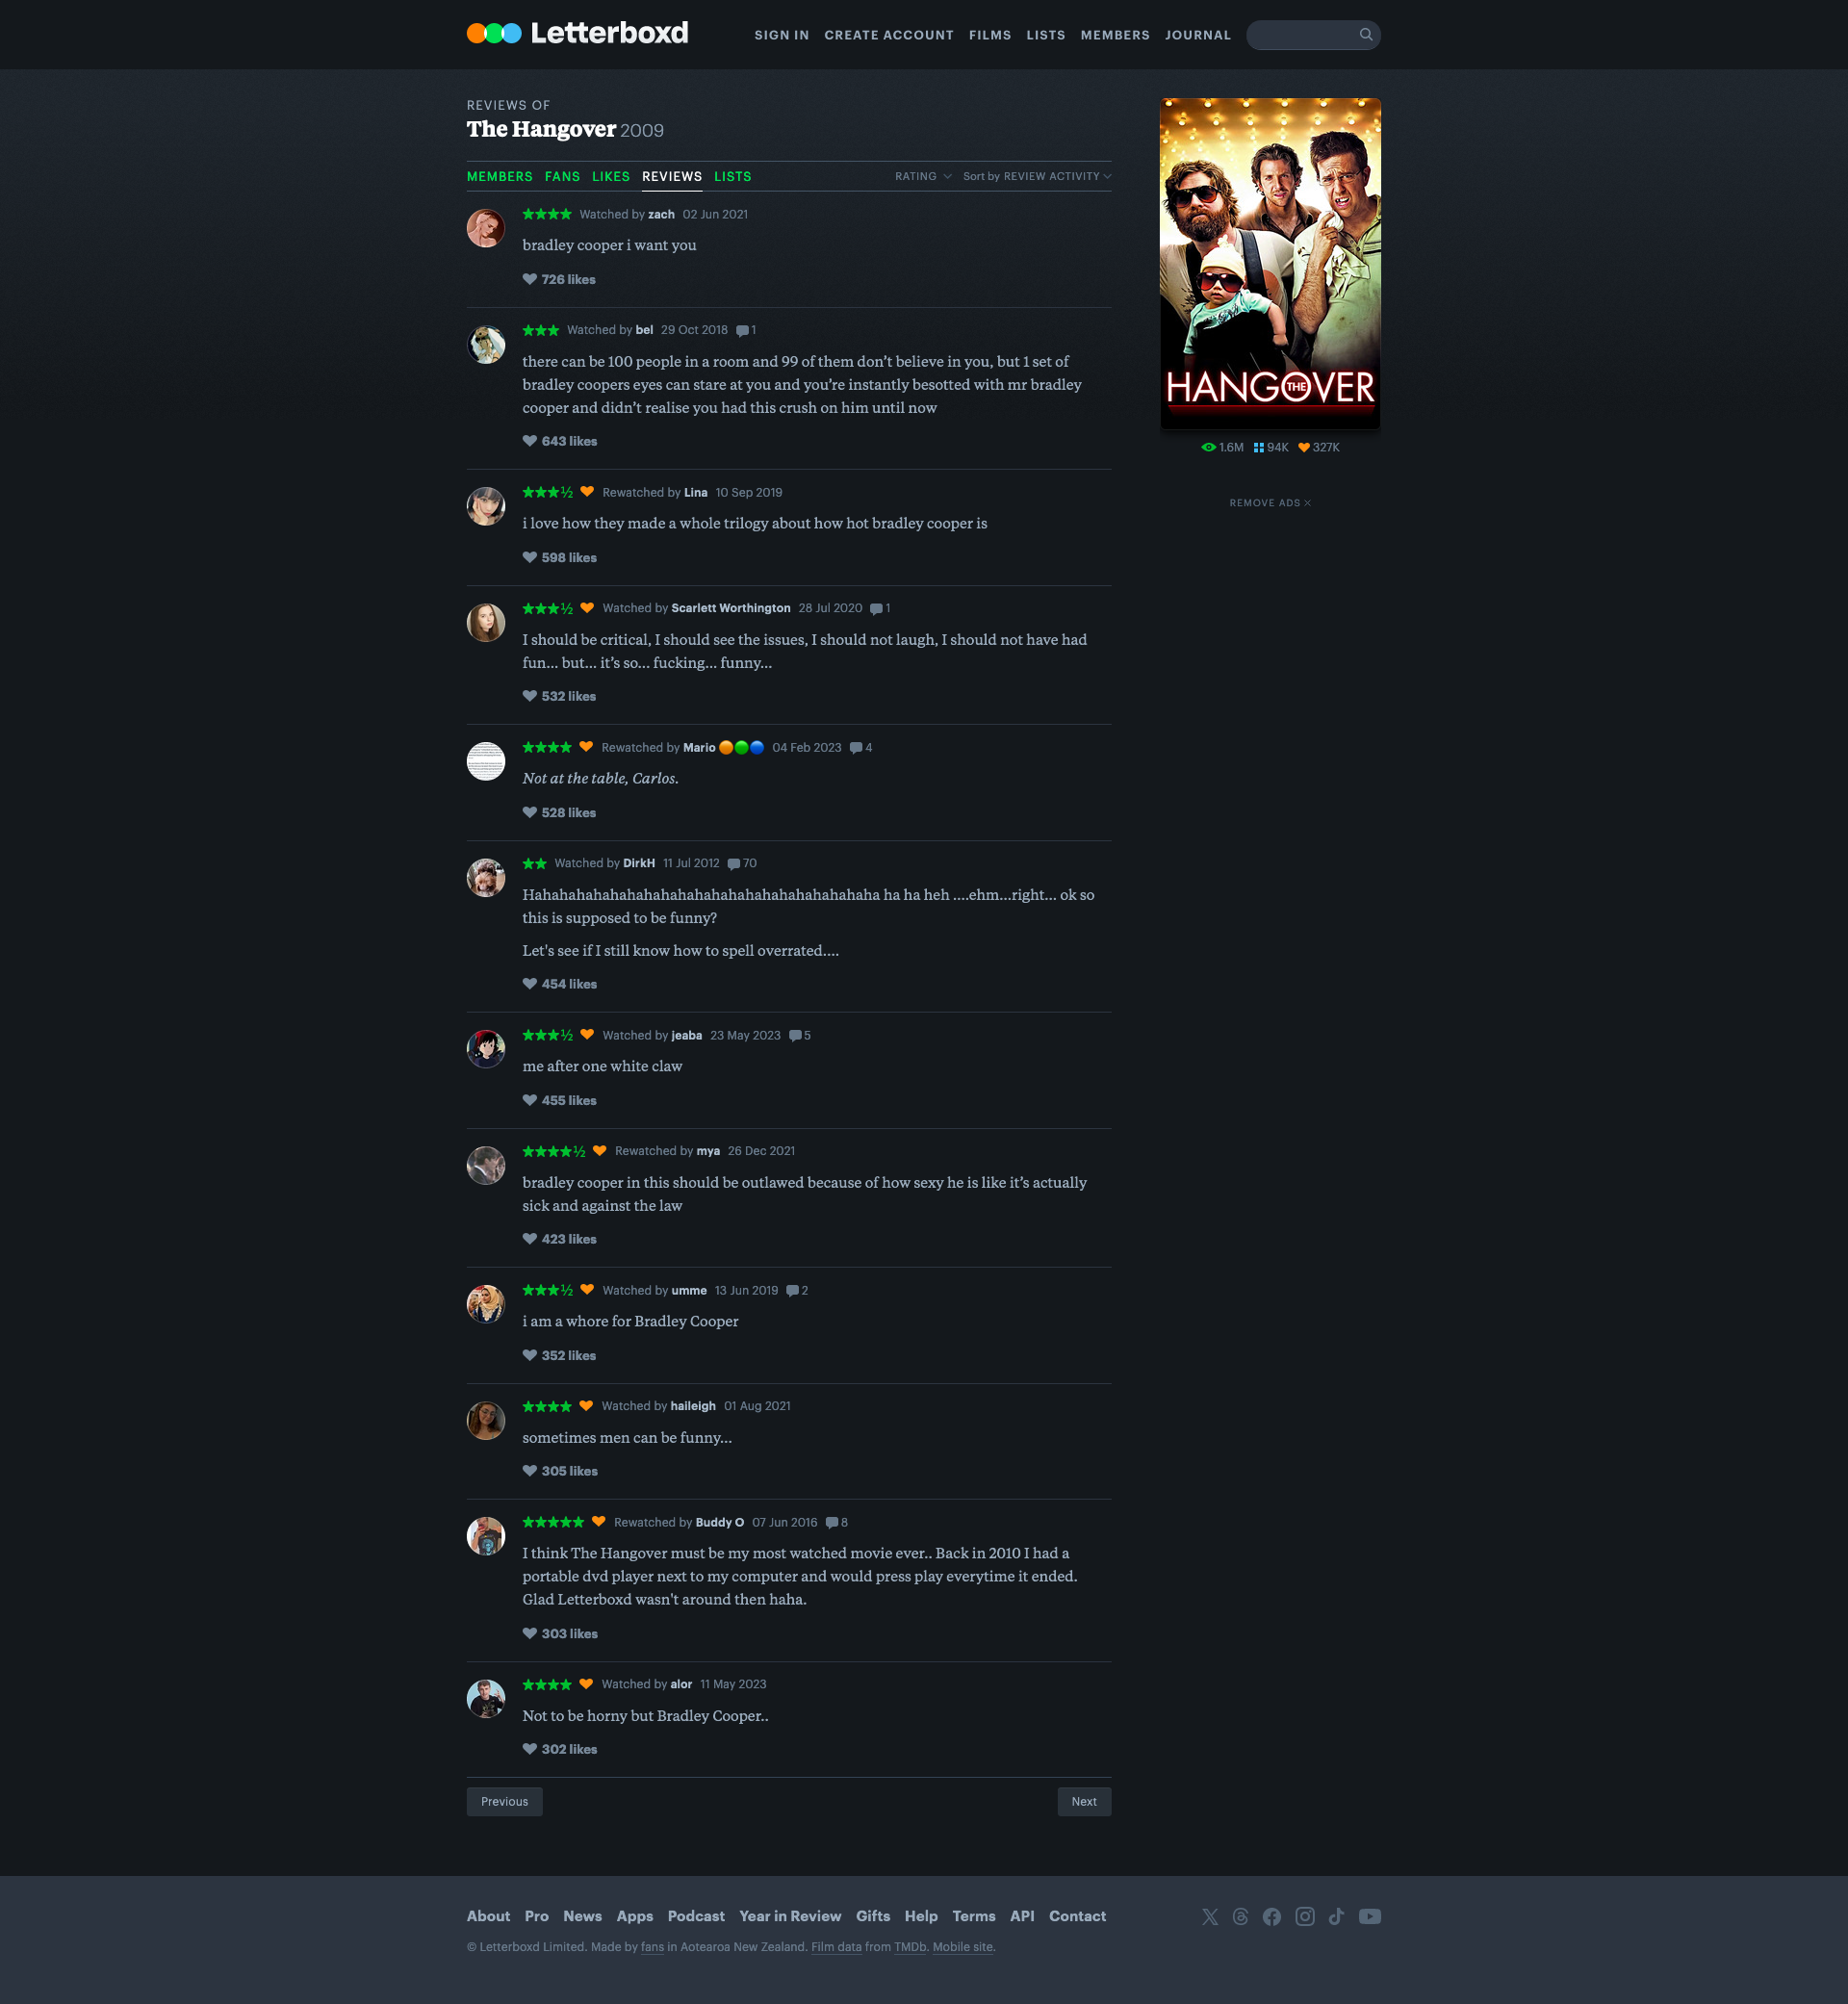 Letterboxd
SIGN IN CREATE ACCOUNT FILMS LISTS MEMBERS JOURNAL
REVIEWS OF
The Hangover 2009
MEMBERS FANS LIKES REVIEWS LISTS
RATING Sort by REVIEW ACTIVITY
★★★★ Watched by zach 02 Jun 2021
bradley cooper i want you
726 likes
★★★ Watched by bel 29 Oct 2018 1
there can be 100 people in a room and 99 of them don’t believe in you, but 1 set of
bradley coopers eyes can stare at you and you’re instantly besotted with mr bradley
cooper and didn’t realise you had this crush on him until now
643 likes
★★★½ Rewatched by Lina 10 Sep 2019
i love how they made a whole trilogy about how hot bradley cooper is
598 likes
★★★½ Watched by Scarlett Worthington 28 Jul 2020 1
I should be critical, I should see the issues, I should not laugh, I should not have had
fun... but... it’s so... fucking... funny...
532 likes
★★★★ Rewatched by Mario 🟠🟢🔵 04 Feb 2023 4
Not at the table, Carlos.
528 likes
★★ Watched by DirkH 11 Jul 2012 70
Hahahahahahahahahahahahahahahahahahahahaha ha ha heh ....ehm...right... ok so
this is supposed to be funny?
Let's see if I still know how to spell overrated....
454 likes
★★★½ Watched by jeaba 23 May 2023 5
me after one white claw
455 likes
★★★★½ Rewatched by mya 26 Dec 2021
bradley cooper in this should be outlawed because of how sexy he is like it’s actually
sick and against the law
423 likes
★★★½ Watched by umme 13 Jun 2019 2
i am a whore for Bradley Cooper
352 likes
★★★★ Watched by haileigh 01 Aug 2021
sometimes men can be funny...
305 likes
★★★★★ Rewatched by Buddy O 07 Jun 2016 8
I think The Hangover must be my most watched movie ever.. Back in 2010 I had a
portable dvd player next to my computer and would press play everytime it ended.
Glad Letterboxd wasn't around then haha.
303 likes
★★★★ Watched by alor 11 May 2023
Not to be horny but Bradley Cooper..
302 likes
Previous Next
THE HANGOVER
1.6M 94K 327K
REMOVE ADS
About Pro News Apps Podcast Year in Review Gifts Help Terms API Contact
© Letterboxd Limited. Made by fans in Aotearoa New Zealand. Film data from TMDb. Mobile site.